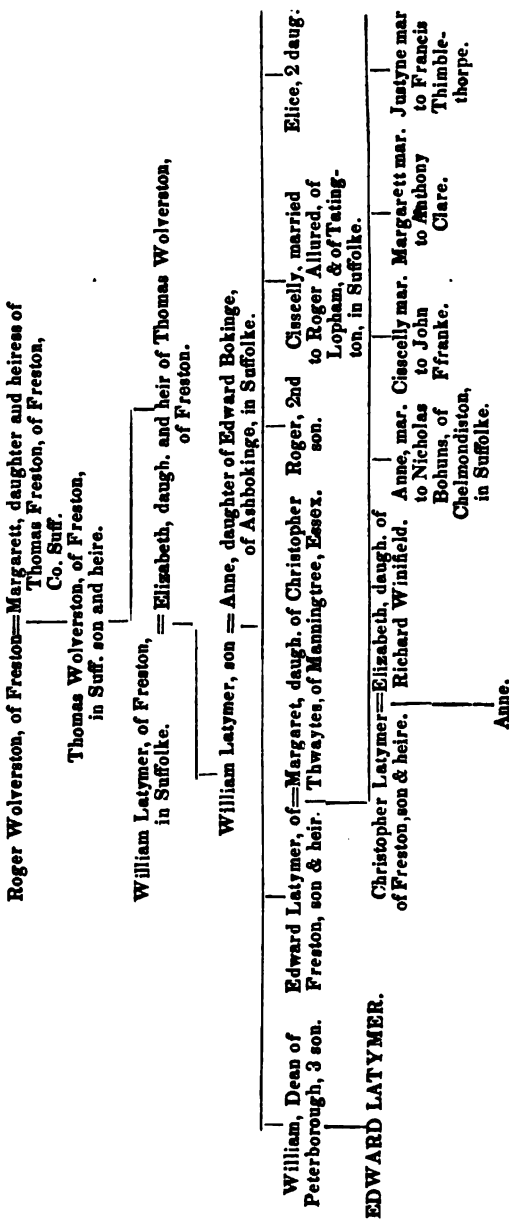 Roger Wolverston, of Freston=Margarett, daughter and heiress of
Thomas Freston, of Freston,
Co. Suff.
Thomas Wolverston, of Freston,
in Suff. son and heire.
William Latymer, of Freston,
in Suffolke.
= Elizabeth, daugh. and heir of Thomas Wolverston,
of Freston.
William Latymer, son = Anne, daughter of Edward Bokinge,
of Ashbokinge, in Suffolke.
William, Dean of
Peterborough, 3 son.
Edward Latymer, of=Margaret, daugh. of Christopher
Freston, son & heir. Thwaytes, of Manningtree, Essex.
Roger, 2nd
son.
Cisseelly, married
to Roger Allured, of
Lopham, & of Tating-
ton, in Suffolke.
Elice, 2 daug:
EDWARD LATYMER.
Christopher Latymer=Elizabeth, daugh. of
of Freston, son & heire. Richard Winifield.
Anne, mar.
to Nicholas
Bohuns, of
Chelmondiston,
in Suffolke.
Cisscelly mar.
to John
Ffranke.
Margarett mar.
to Anthony
Clare.
Justyne mar
to Francis
Thimble-
thorpe.
Anne.